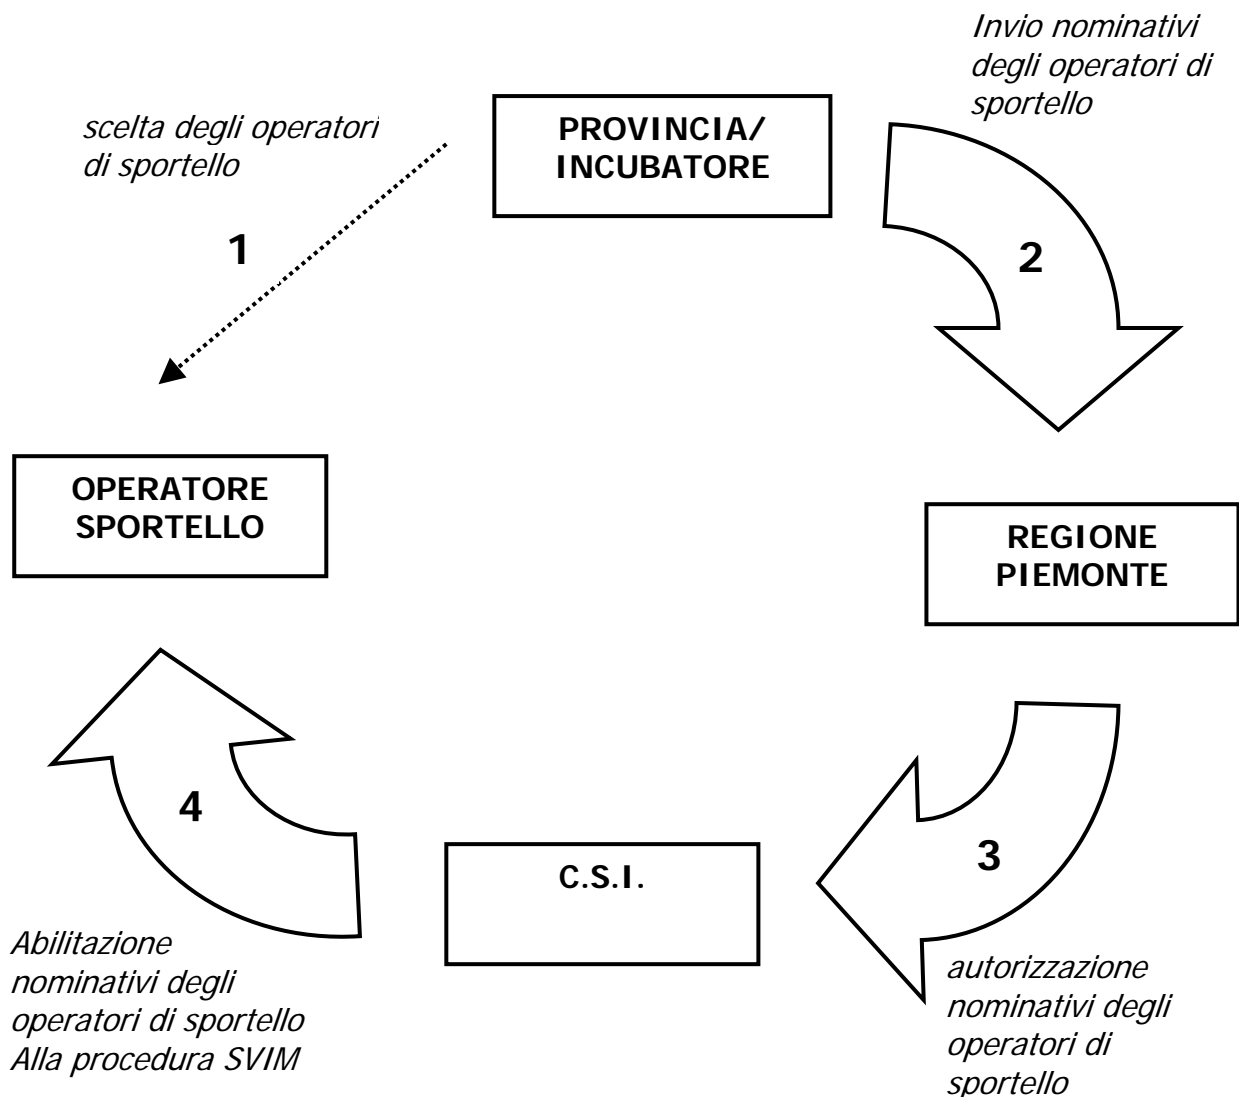 Invio nominativi
degli operatori di
sportello
scelta degli operatori
di sportello
PROVINCIA/
INCUBATORE
1
2
OPERATORE
SPORTELLO
REGIONE
PIEMONTE
4
3
C.S.I.
Abilitazione
nominativi degli
operatori di sportello
Alla procedura SVIM
autorizzazione
nominativi degli
operatori di
sportello